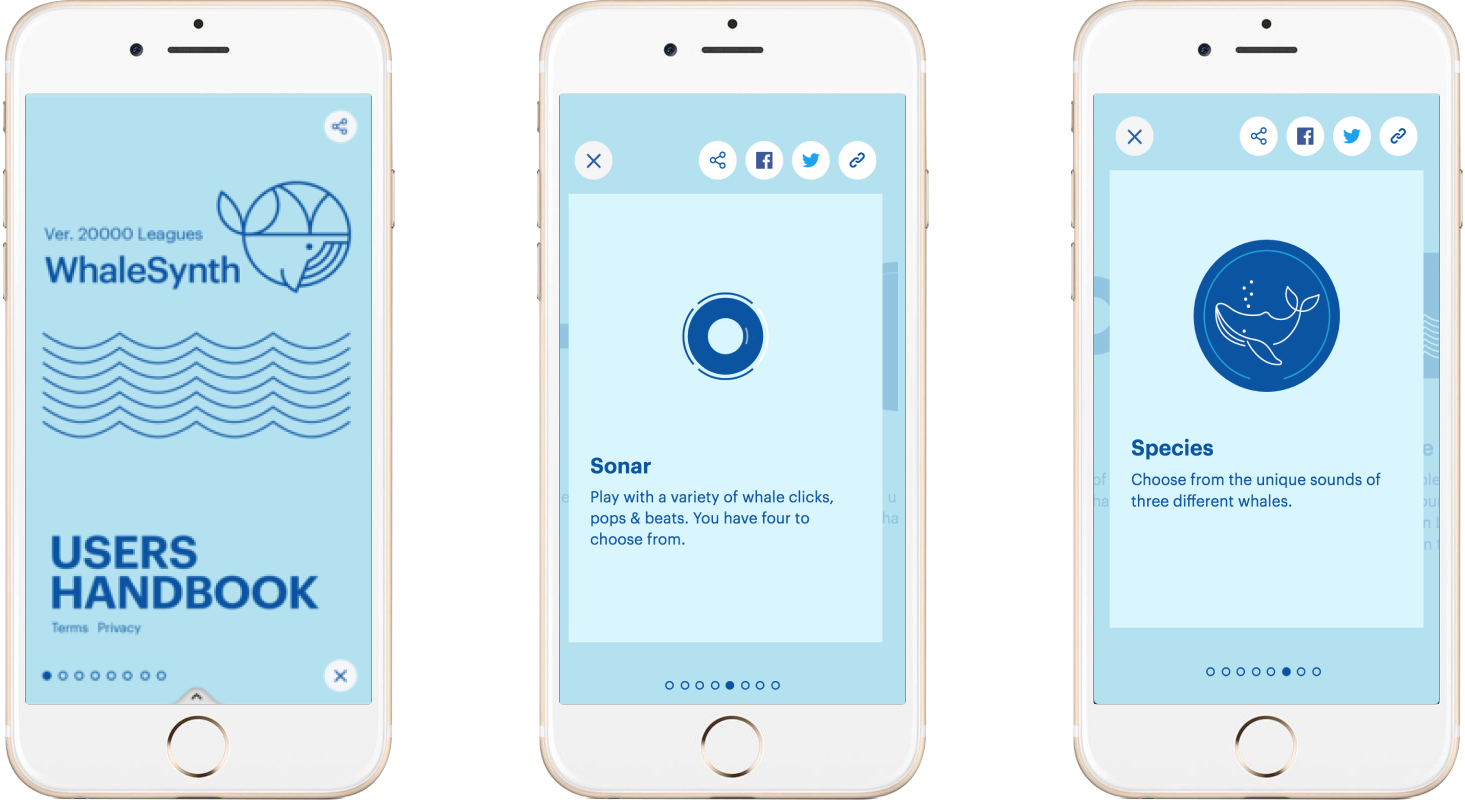 Ver. 20000 Leagues
WhaleSynth
USERS
HANDBOOK
Terms Privacy
Sonar
Play with a variety of whale clicks,
pops & beats. You have four to
choose from.
Species
Choose from the unique sounds of
three different whales.